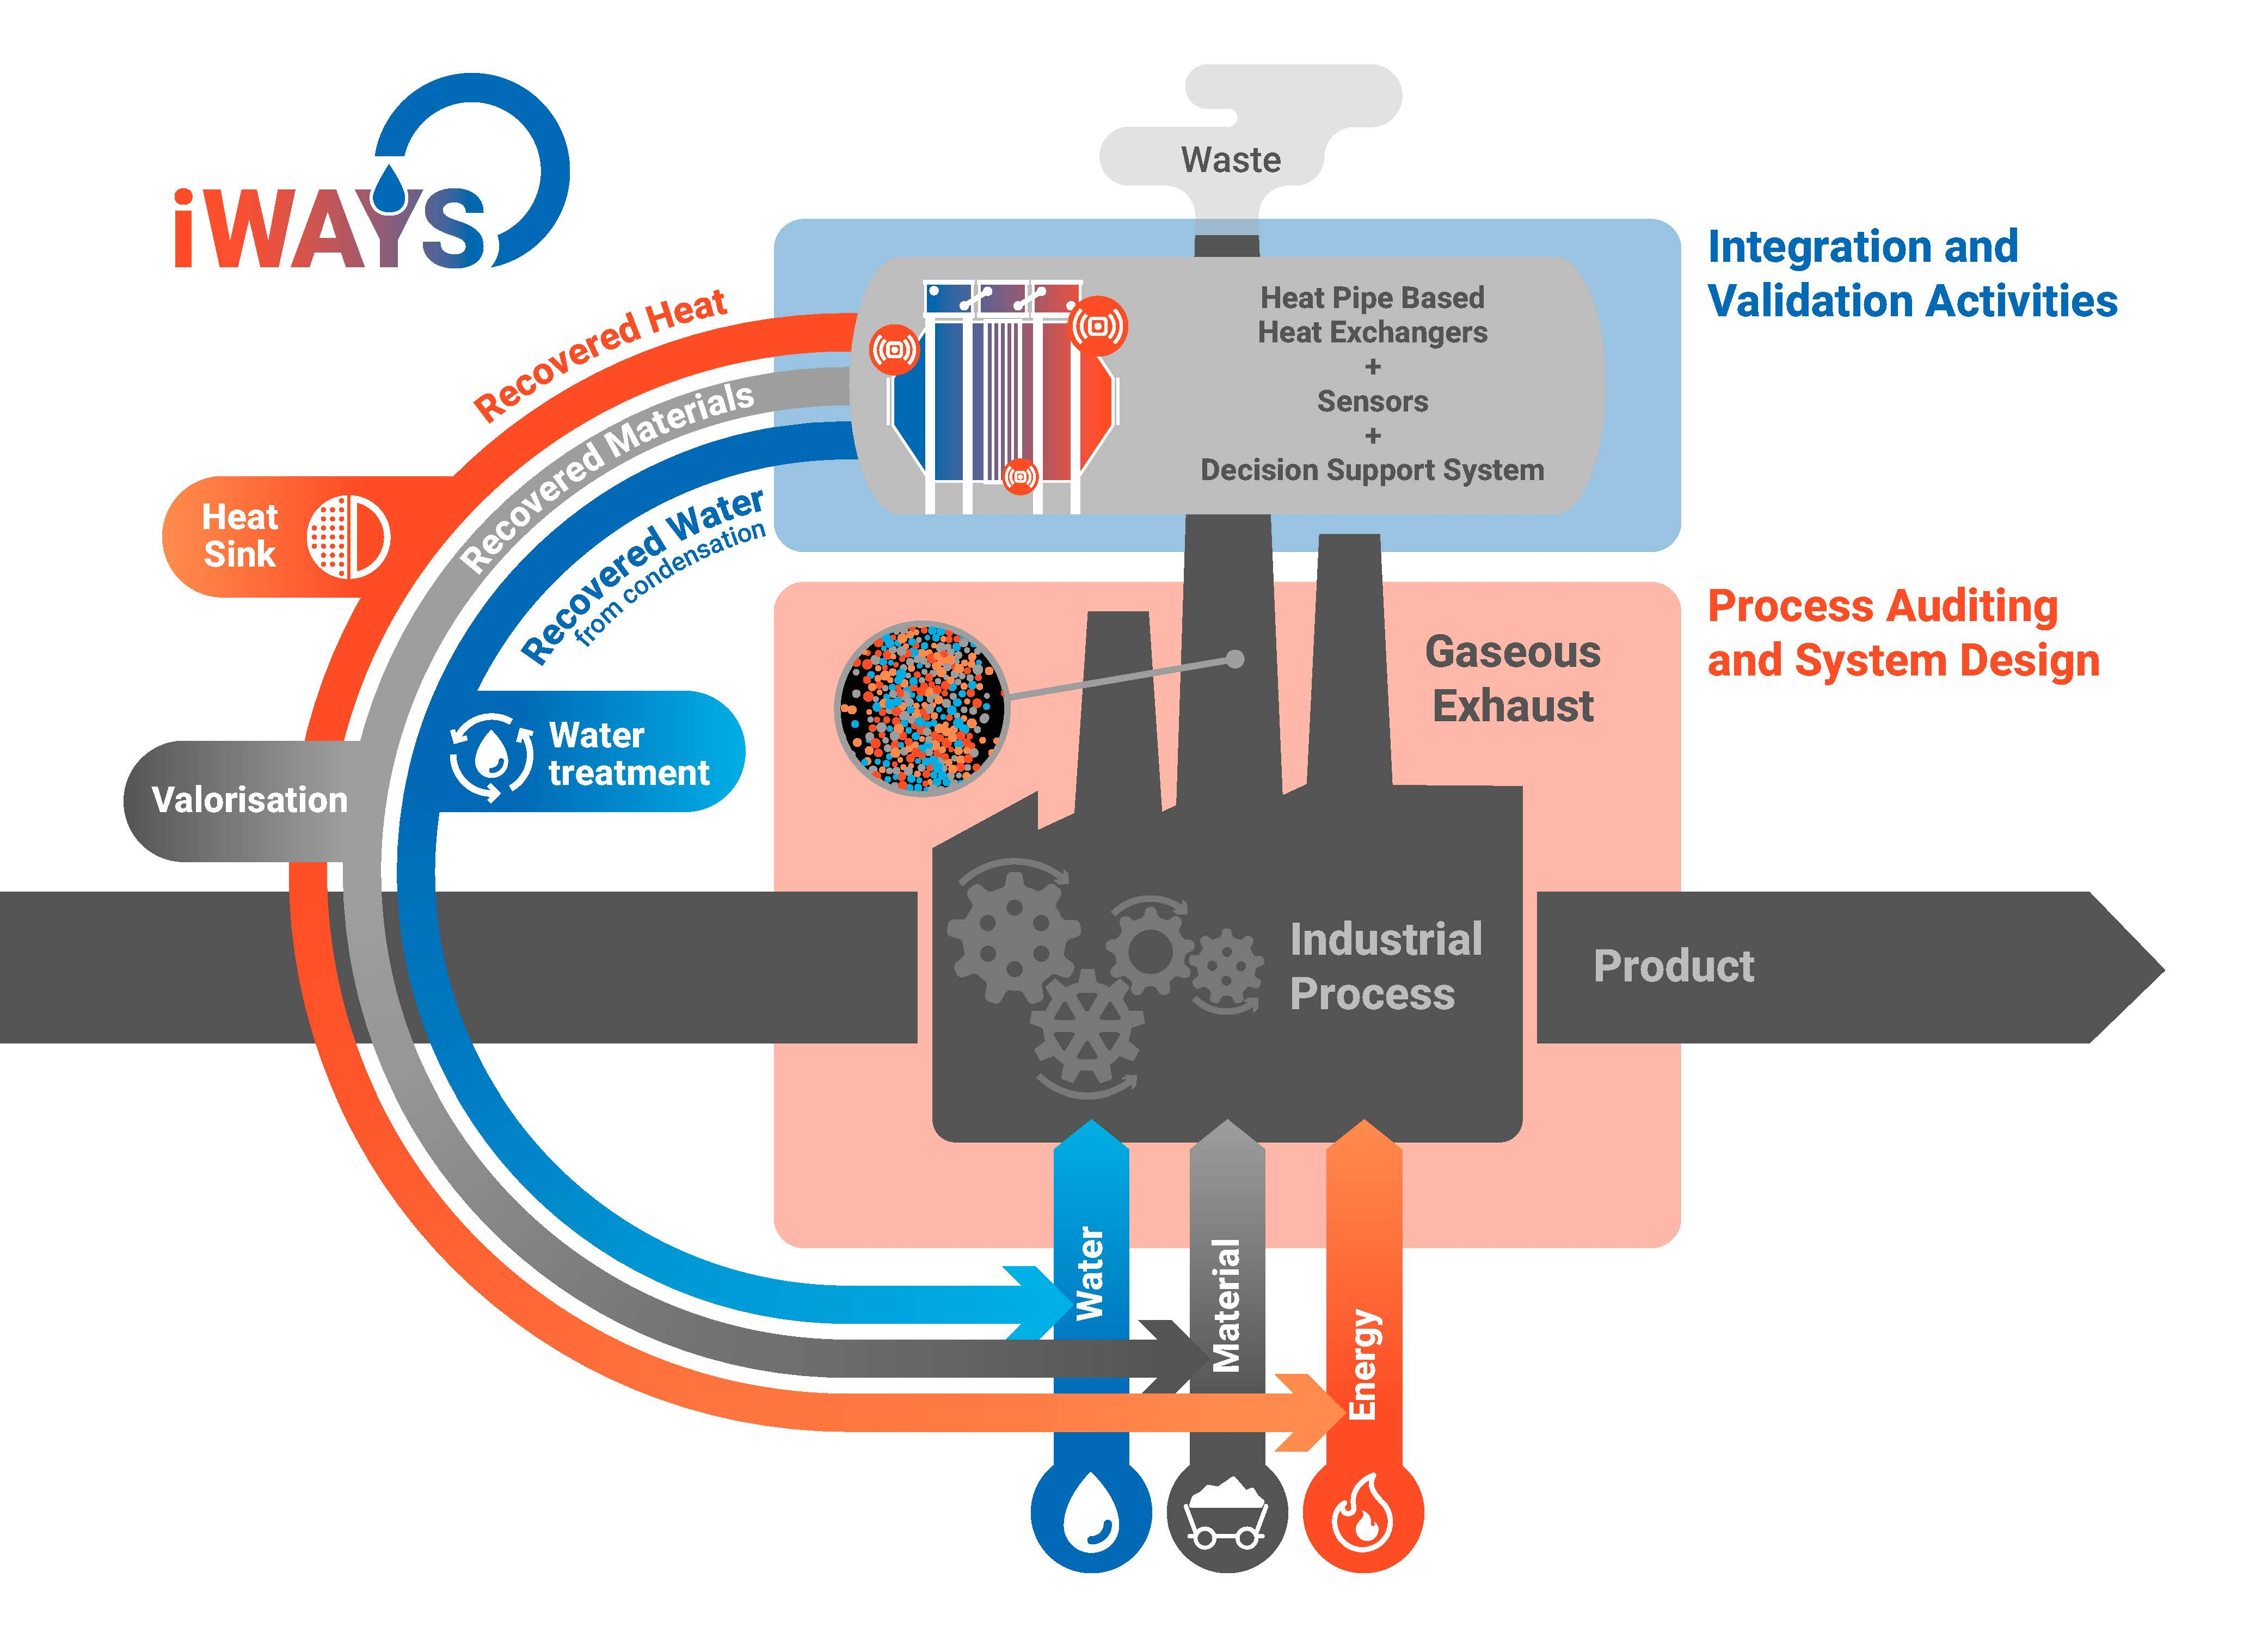 iWAYS
Waste
Integration and
Validation Activities
Heat Pipe Based
Heat Exchangers
+
Sensors
+
Decision Support System
Recovered Heat
Recovered Materials
Recovered Water
from condensation
Heat
Sink
Process Auditing
and System Design
Gaseous
Exhaust
Water
treatment
Valorisation
Industrial
Process
Product
Water
Material
Energy